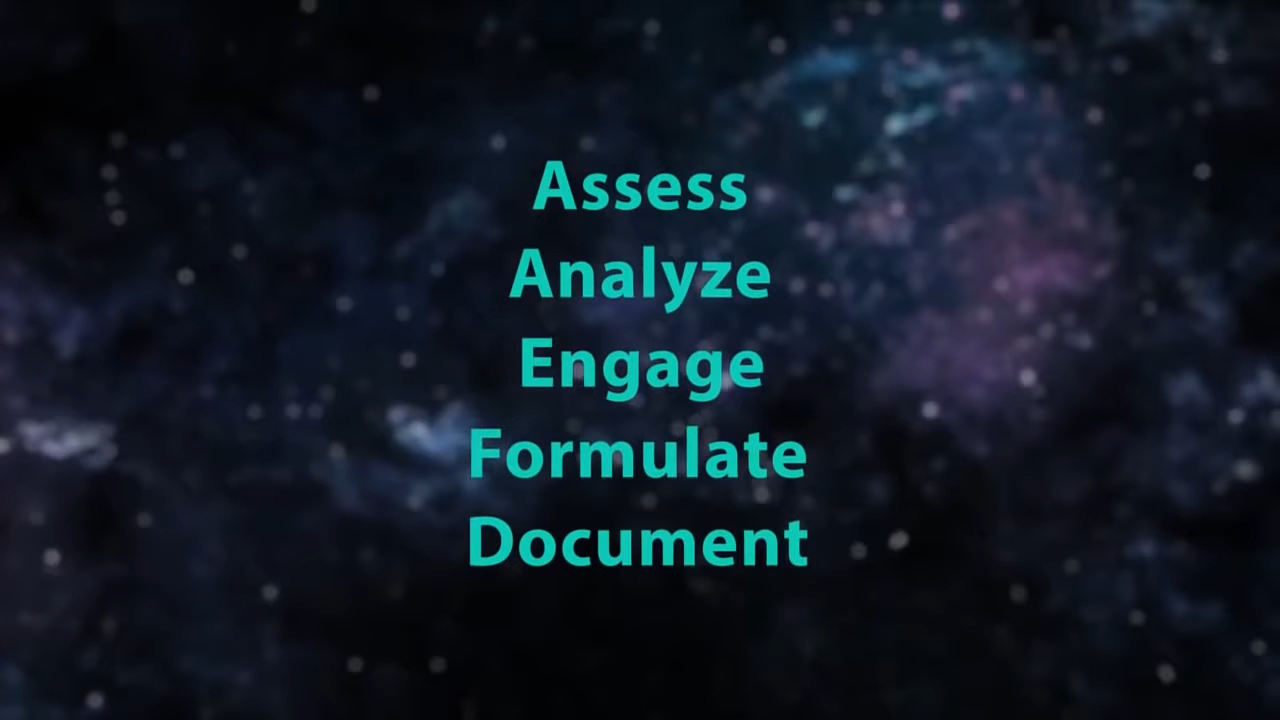 Assess
Analyze
Engage
Formulate
Document